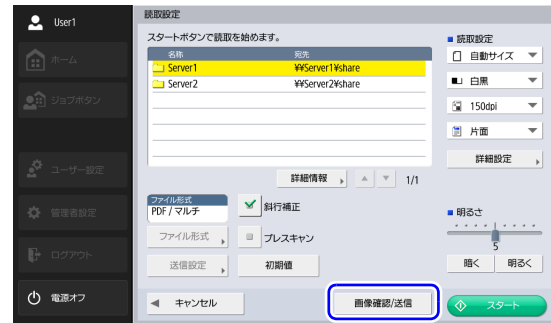 User1
ホーム
ジョブボタン
ユーザー設定
管理者設定
ログアウト
電源オフ
読取設定
スタートボタンで読取を始めます。
名称 宛先
Server1 ¥¥Server1¥share
Server2 ¥¥Server2¥share
詳細情報 1/1
ファイル形式
PDF / マルチ
斜行補正
ファイル形式
プレスキャン
送信設定
初期値
キャンセル
画像確認/送信
■ 読取設定
自動サイズ
白黒
150dpi
片面
詳細設定
■ 明るさ
5
暗く 明るく
スタート